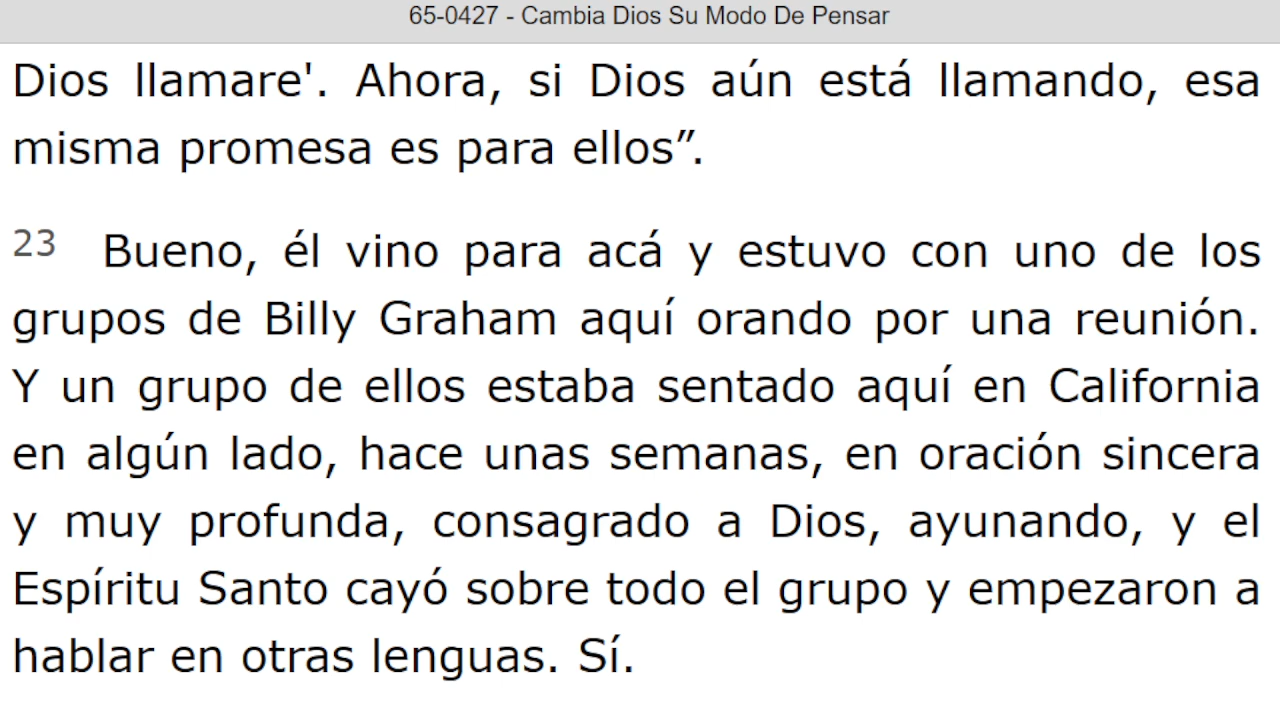 65-0427 - Cambia Dios Su Modo De Pensar
Dios llamare'. Ahora, si Dios aún está llamando, esa
misma promesa es para ellos”.
23 Bueno, él vino para acá y estuvo con uno de los
grupos de Billy Graham aquí orando por una reunión.
Y un grupo de ellos estaba sentado aquí en California
en algún lado, hace unas semanas, en oración sincera
y muy profunda, consagrado a Dios, ayunando, y el
Espíritu Santo cayó sobre todo el grupo y empezaron a
hablar en otras lenguas. Sí.